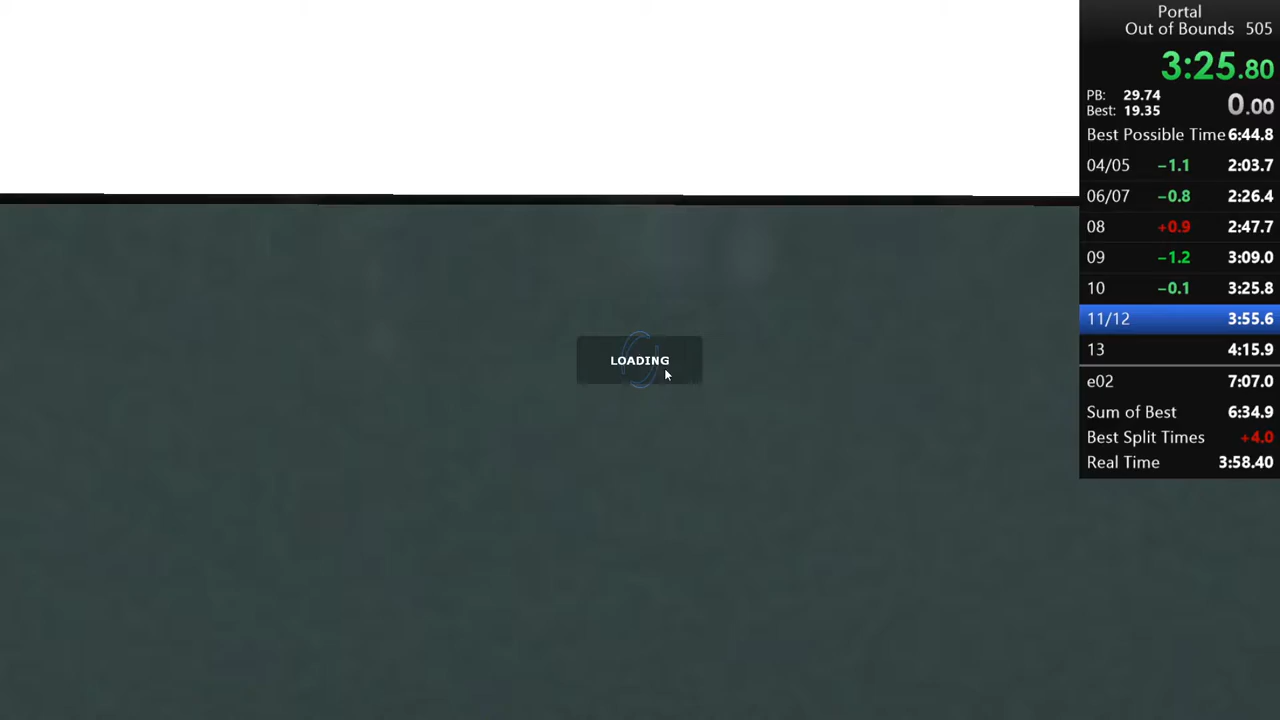 Portal
Out of Bounds 505
3:25.80
PB: 29.74
Best: 19.35
0.00
Best Possible Time 6:44.8
04/05 −1.1 2:03.7
06/07 −0.8 2:26.4
08 +0.9 2:47.7
09 −1.2 3:09.0
10 −0.1 3:25.8
11/12 3:55.6
13 4:15.9
e02 7:07.0
Sum of Best 6:34.9
Best Split Times +4.0
Real Time 3:58.40
LOADING